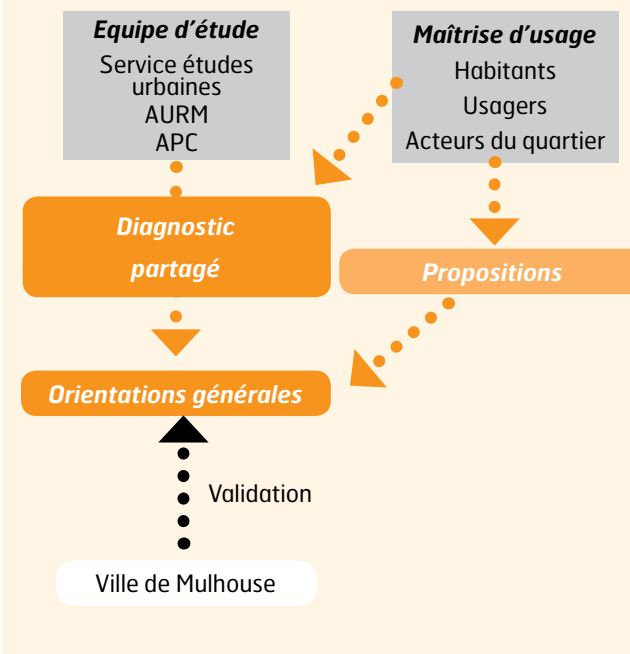 Equipe d'étude
Service études
urbaines
AURM
APC
Maîtrise d'usage
Habitants
Usagers
Acteurs du quartier
Diagnostic
partagé
Propositions
Orientations générales
Validation
Ville de Mulhouse